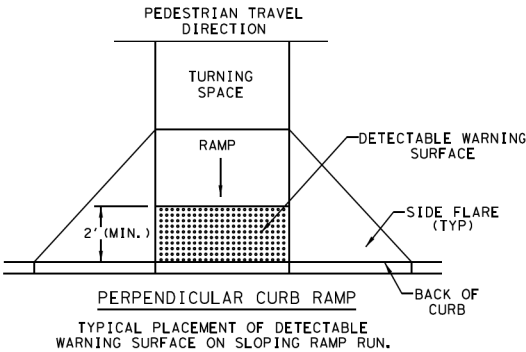 PEDESTRIAN TRAVEL
DIRECTION
TURNING
SPACE
RAMP
DETECTABLE WARNING
SURFACE
2' (MIN.)
SIDE FLARE
(TYP)
BACK OF
CURB
PERPENDICULAR CURB RAMP
TYPICAL PLACEMENT OF DETECTABLE
WARNING SURFACE ON SLOPING RAMP RUN.